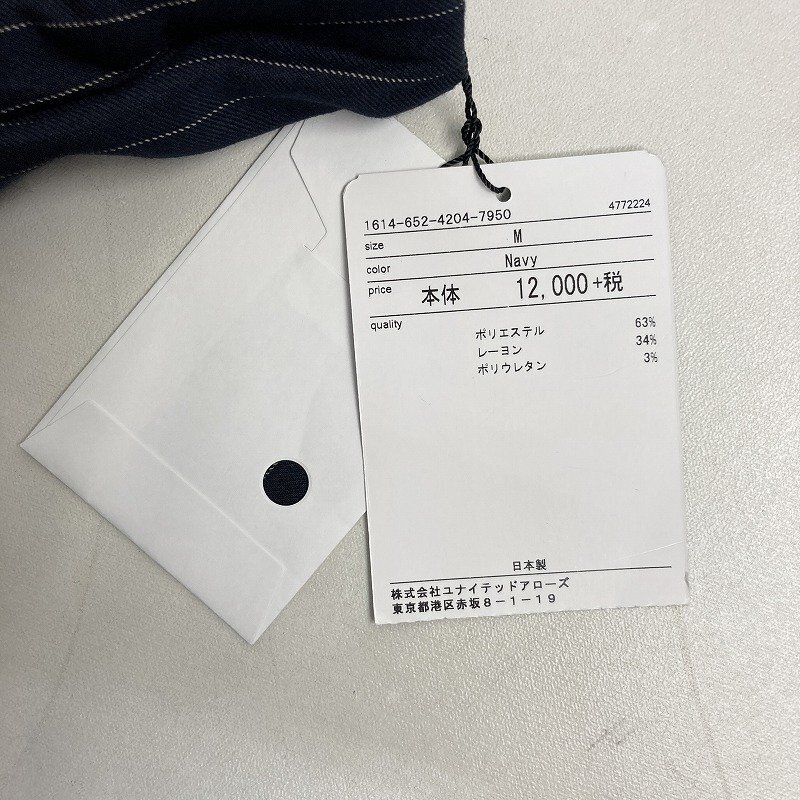 1614-652-4204-7950 4772224
size M
color Navy
price 本体 12,000+税
quality ポリエステル 63%
レーヨン 34%
ポリウレタン 3%
日本製
株式会社ユナイテッドアローズ
東京都港区赤坂8-1-19